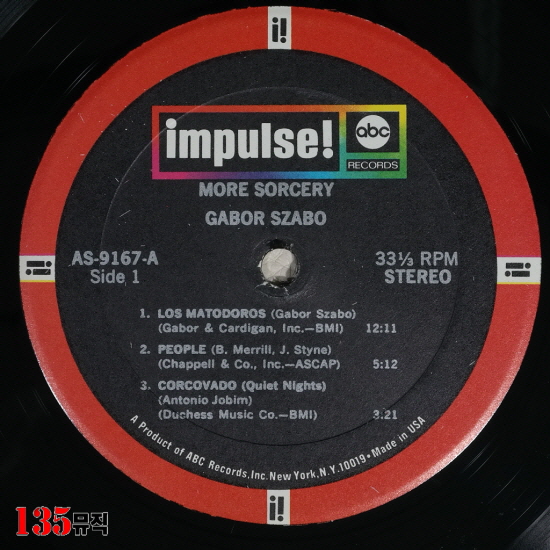 i!
impulse!
abc
RECORDS
MORE SORCERY
GABOR SZABO
AS-9167-A
Side 1
33⅓ RPM
STEREO
i!
i!
1. LOS MATODOROS (Gabor Szabo)
(Gabor & Cardigan, Inc.—BMI) 12:11
2. PEOPLE (B. Merrill, J. Styne)
(Chappell & Co., Inc.—ASCAP) 5:12
3. CORCOVADO (Quiet Nights)
(Antonio Jobim)
(Duchess Music Co.—BMI) 3.21
A Product of ABC Records, Inc. New York, N.Y. 10019 • Made in USA
i!
135뮤직